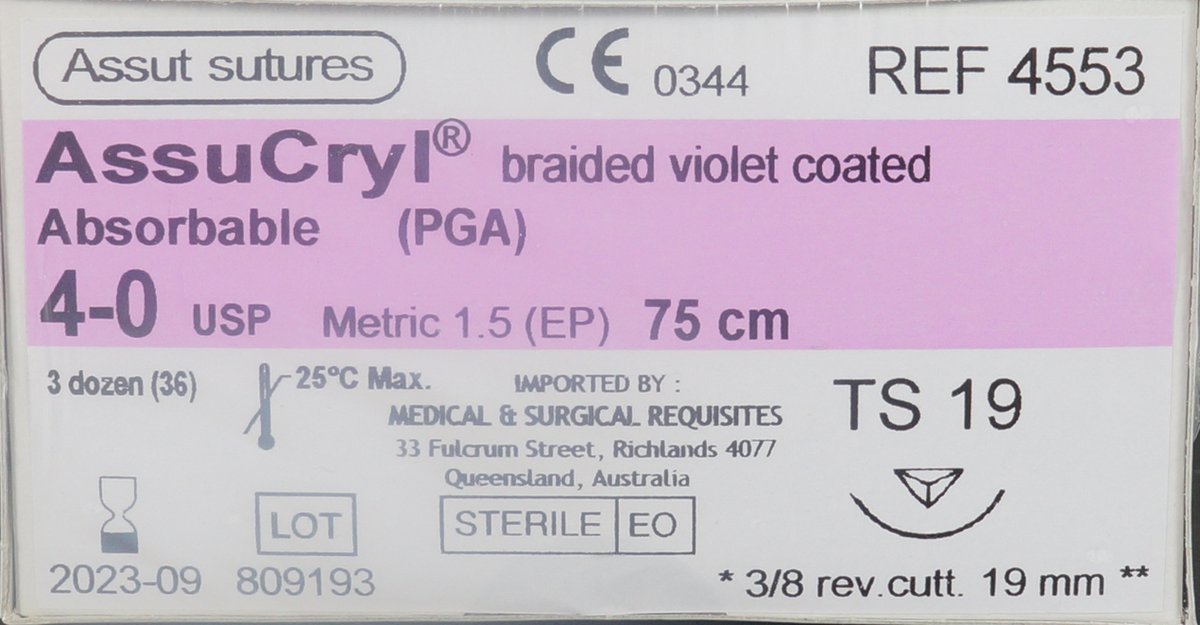 Assut sutures
CE 0344
REF 4553
AssuCryl® braided violet coated
Absorbable (PGA)
4-0 USP Metric 1.5 (EP) 75 cm
3 dozen (36)
25°C Max.
IMPORTED BY :
MEDICAL & SURGICAL REQUISITES
33 Fulcrum Street, Richlands 4077
Queensland, Australia
TS 19
LOT
STERILE EO
2023-09 809193
* 3/8 rev.cutt. 19 mm **